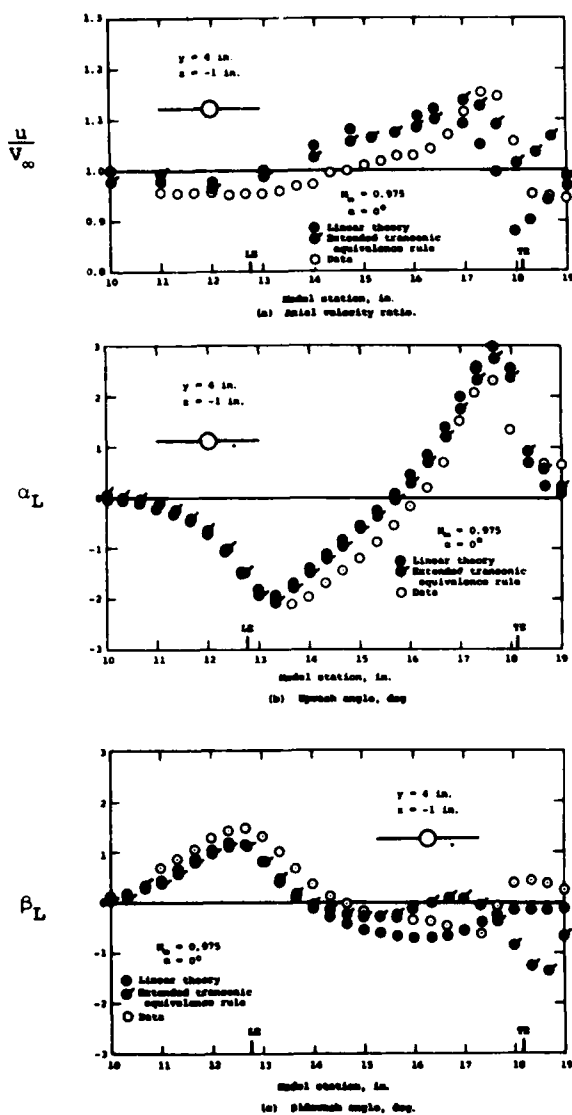 u
V∞
1.3
1.2
1.1
1.0
0.9
0.8
y = 4 in.
z = -1 in.
M∞ = 0.975
α = 0°
Linear theory
Extended transonic
equivalence rule
Data
LE
TE
10 11 12 13 14 15 16 17 18 19
Model station, in.
(a) Axial velocity ratio.
αL
3
2
1
0
-1
-2
-3
y = 4 in.
z = -1 in.
M∞ = 0.975
α = 0°
Linear theory
Extended transonic
equivalence rule
Data
LE
TE
10 11 12 13 14 15 16 17 18 19
Model station, in.
(b) Upwash angle, deg
βL
3
2
1
0
-1
-2
-3
y = 4 in.
z = -1 in.
M∞ = 0.975
α = 0°
Linear theory
Extended transonic
equivalence rule
Data
LE
TE
10 11 12 13 14 15 16 17 18 19
Model station, in.
(c) Sidewash angle, deg.